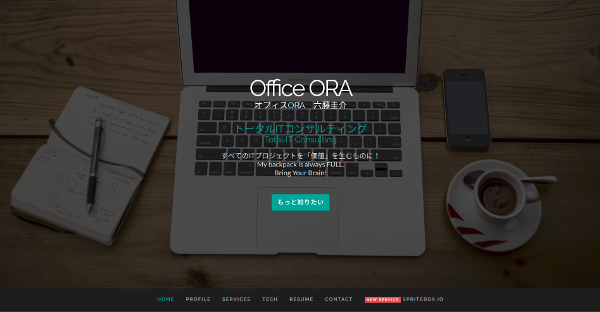 Office ORA
オフィスORA 六藤圭介
トータルITコンサルティング
Total IT Consulting
すべてのITプロジェクトを「価値」を生むものに！
My backpack is always FULL.
Bring Your Brain!
もっと知りたい
HOME PROFILE SERVICES TECH RESUME CONTACT NEW SERVICE SPRITEBOX.IO